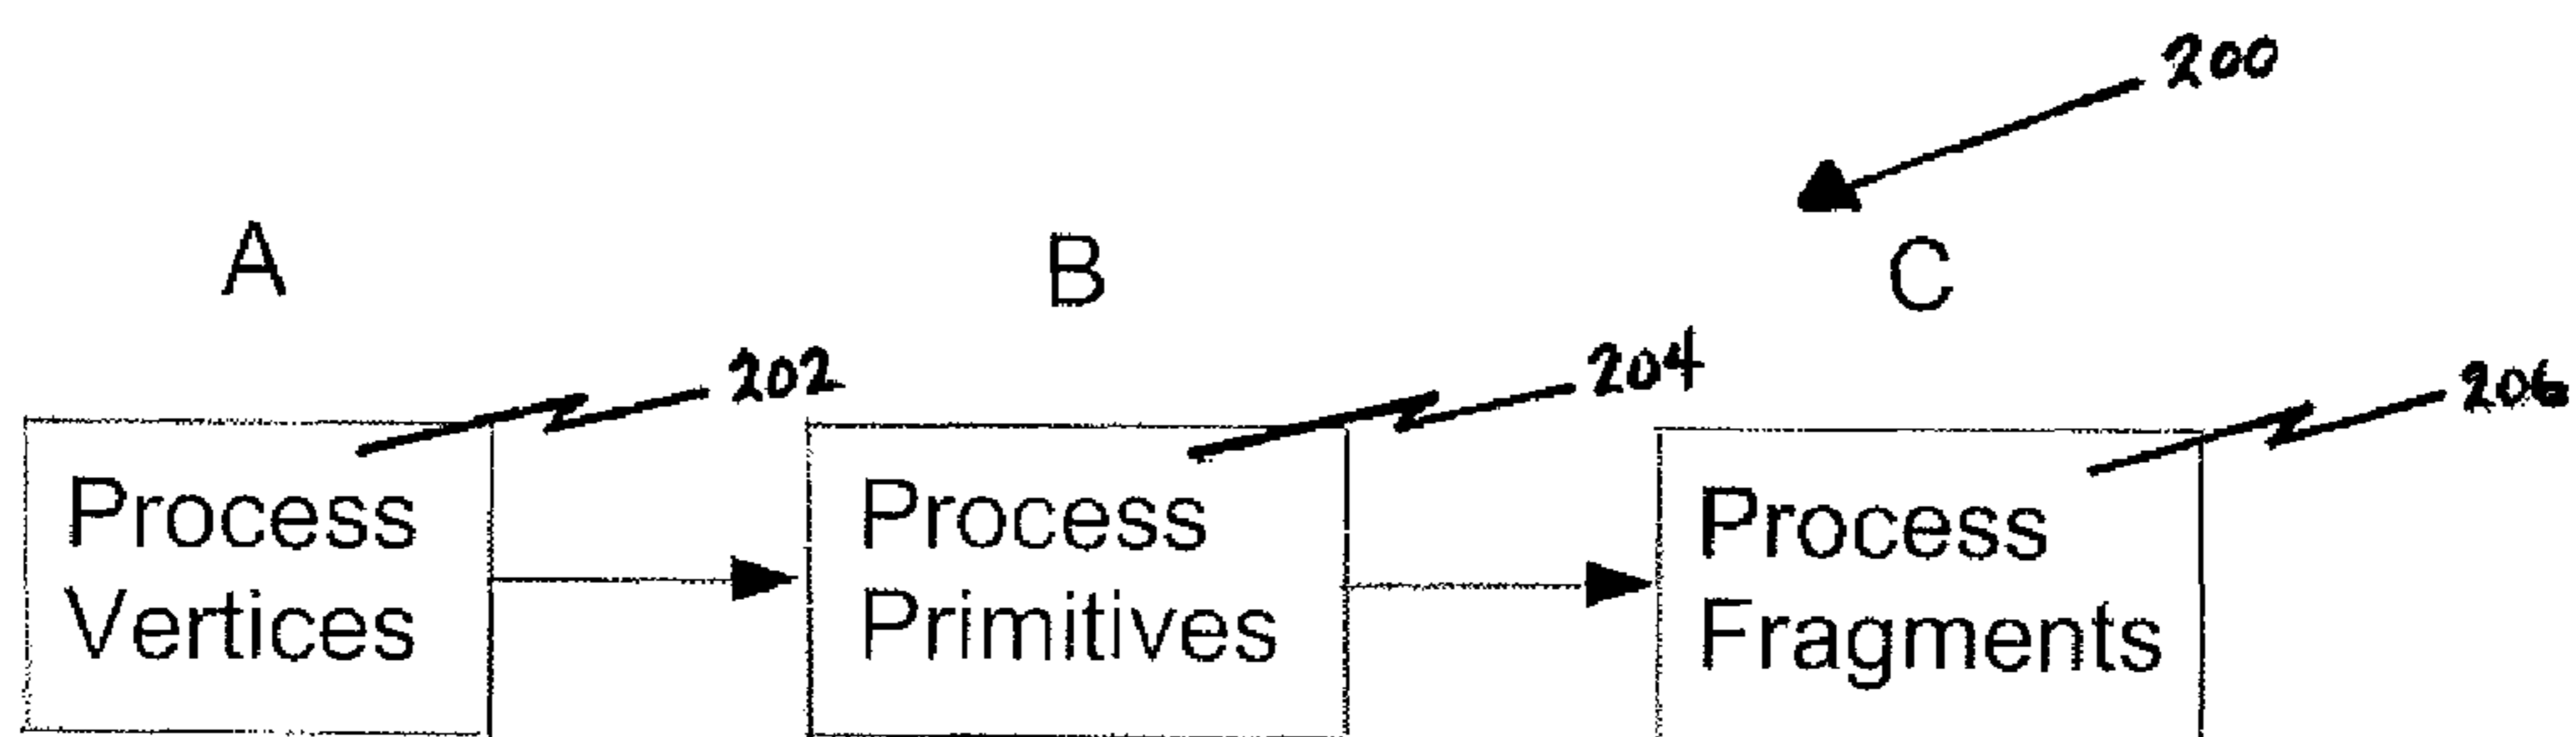 200
A B C
202 204 206
Process Vertices
Process Primitives
Process Fragments